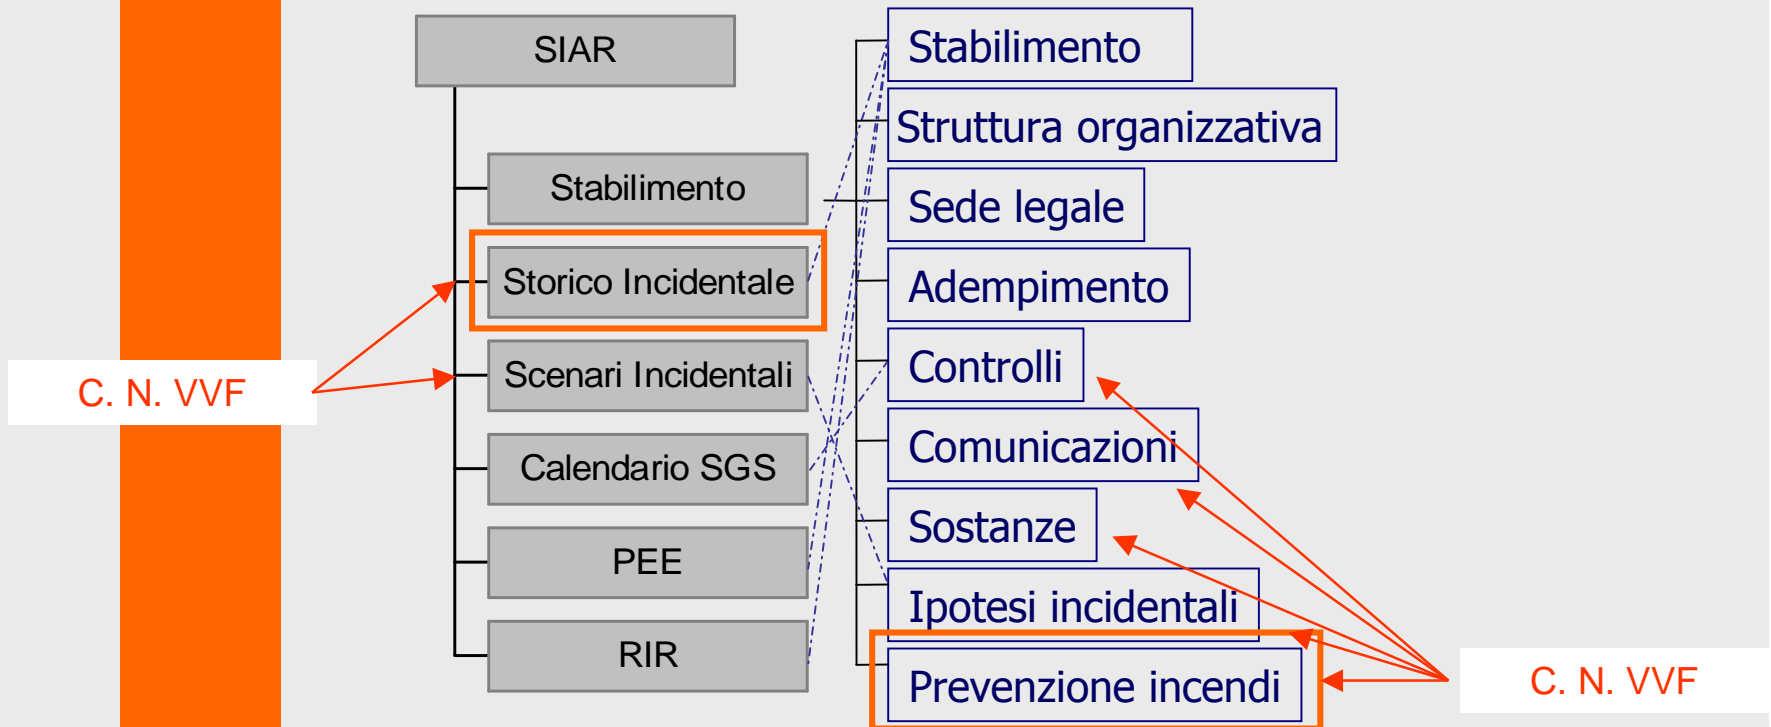 SIAR
Stabilimento
Storico Incidentale
Scenari Incidentali
Calendario SGS
PEE
RIR
C. N. VVF
Stabilimento
Struttura organizzativa
Sede legale
Adempimento
Controlli
Comunicazioni
Sostanze
Ipotesi incidentali
Prevenzione incendi
C. N. VVF